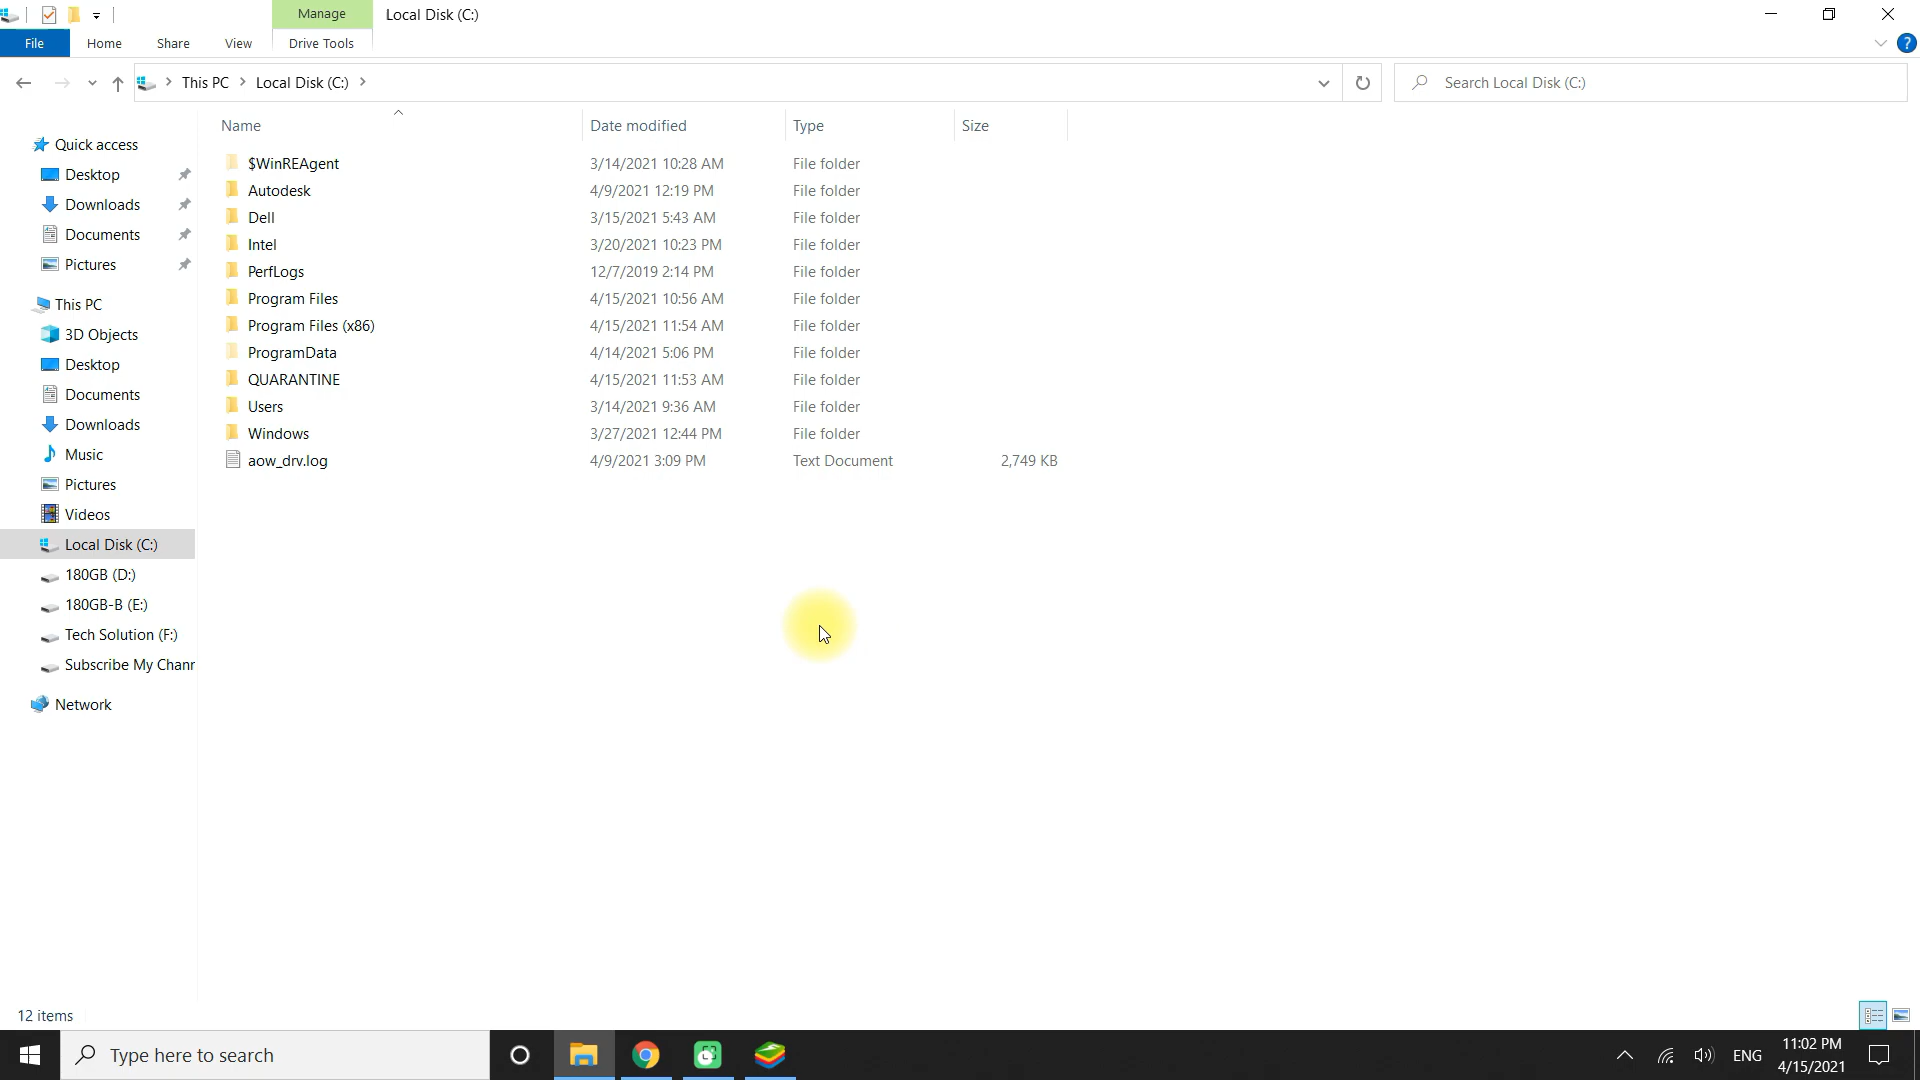 Manage Local Disk (C:)
File Home Share View Drive Tools
?
This PC Local Disk (C:) Search Local Disk (C:)
Name Date modified Type Size
Quick access
Desktop
Downloads
Documents
Pictures
This PC
3D Objects
Desktop
Documents
Downloads
Music
Pictures
Videos
Local Disk (C:)
180GB (D:)
180GB-B (E:)
Tech Solution (F:)
Subscribe My Chanr
Network
$WinREAgent 3/14/2021 10:28 AM File folder
Autodesk 4/9/2021 12:19 PM File folder
Dell 3/15/2021 5:43 AM File folder
Intel 3/20/2021 10:23 PM File folder
PerfLogs 12/7/2019 2:14 PM File folder
Program Files 4/15/2021 10:56 AM File folder
Program Files (x86) 4/15/2021 11:54 AM File folder
ProgramData 4/14/2021 5:06 PM File folder
QUARANTINE 4/15/2021 11:53 AM File folder
Users 3/14/2021 9:36 AM File folder
Windows 3/27/2021 12:44 PM File folder
aow_drv.log 4/9/2021 3:09 PM Text Document 2,749 KB
12 items
Type here to search ENG 11:02 PM
4/15/2021